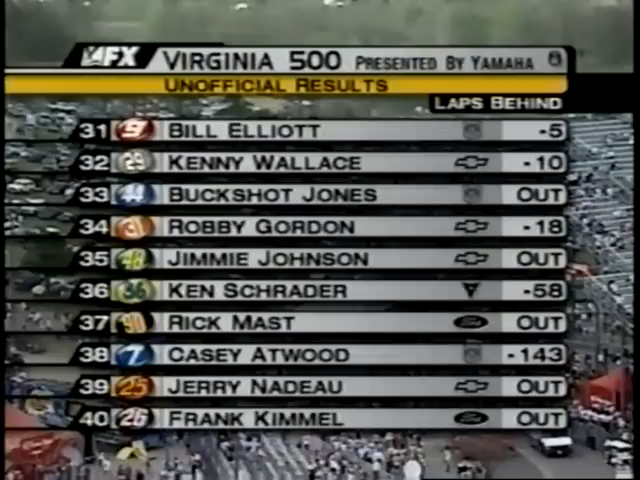 FX VIRGINIA 500 PRESENTED BY YAMAHA
UNOFFICIAL RESULTS
LAPS BEHIND
31 9 BILL ELLIOTT -5
32 23 KENNY WALLACE -10
33 44 BUCKSHOT JONES OUT
34 31 ROBBY GORDON -18
35 48 JIMMIE JOHNSON OUT
36 36 KEN SCHRADER -58
37 90 RICK MAST Ford OUT
38 7 CASEY ATWOOD -143
39 25 JERRY NADEAU OUT
40 26 FRANK KIMMEL Ford OUT